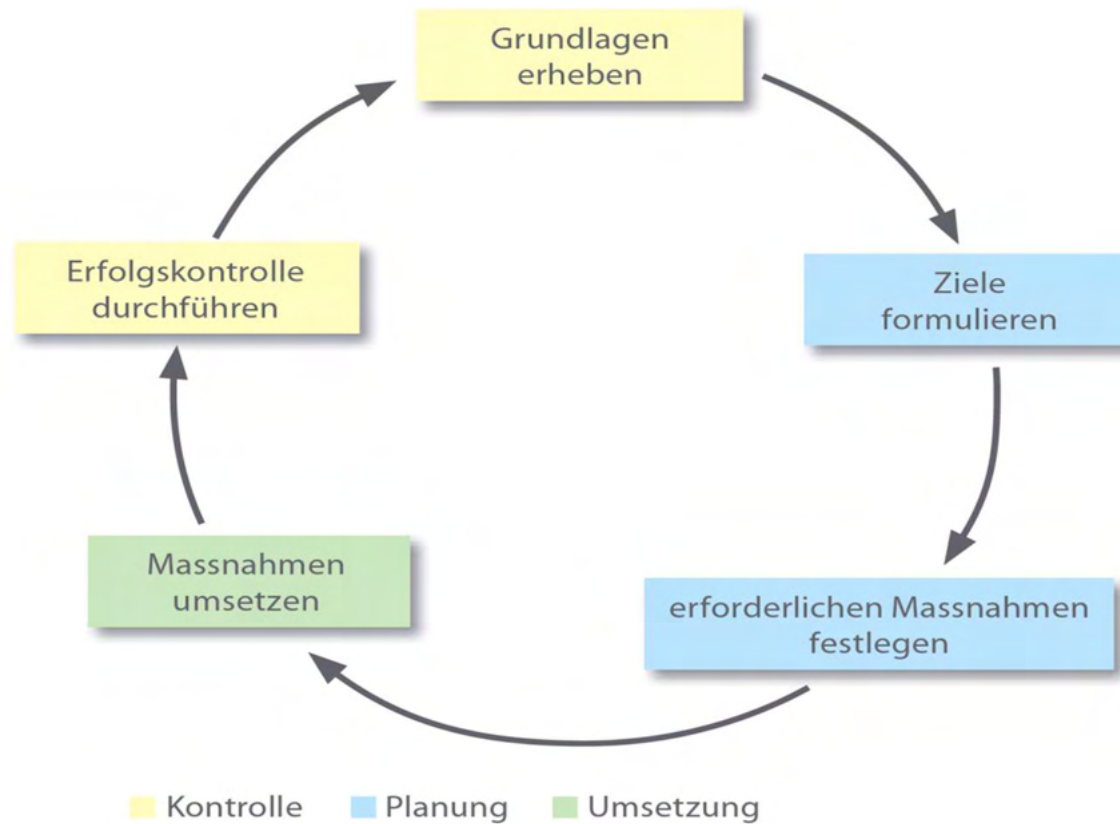 Grundlagen
erheben
Ziele
formulieren
erforderlichen Massnahmen
festlegen
Massnahmen
umsetzen
Erfolgskontrolle
durchführen
Kontrolle
Planung
Umsetzung